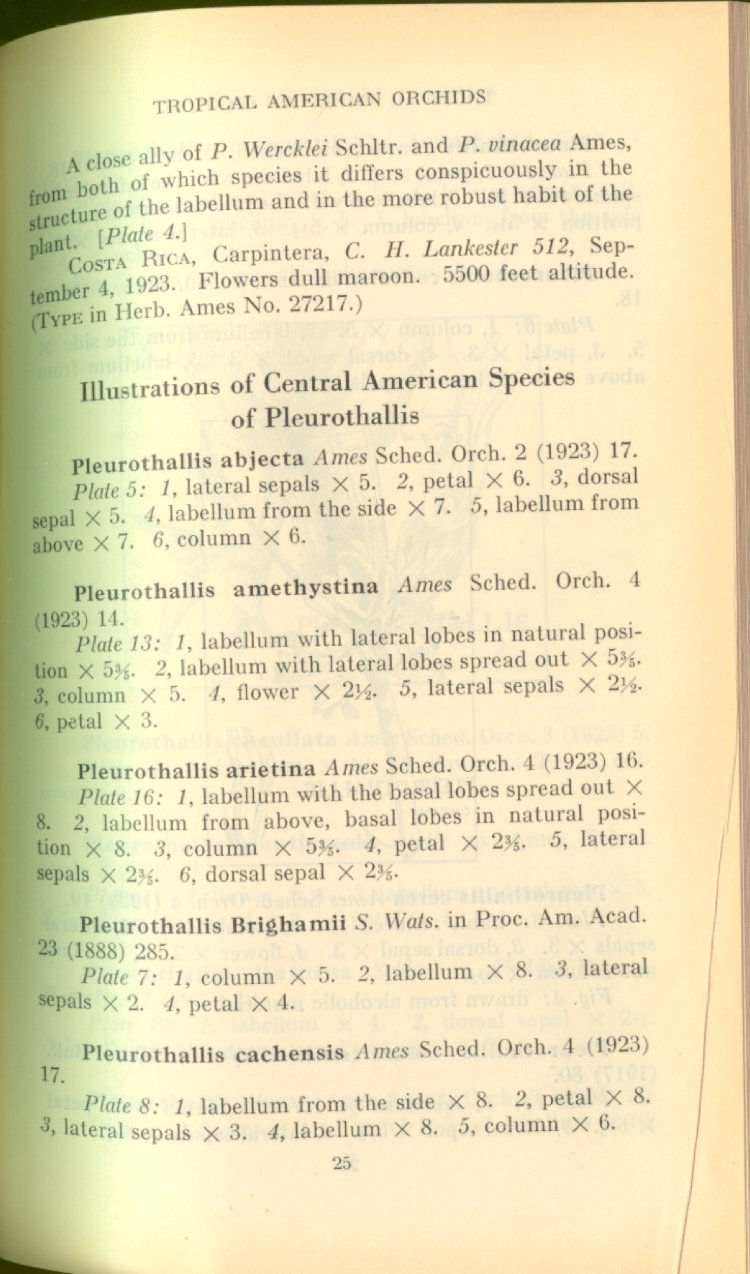 TROPICAL AMERICAN ORCHIDS
A close ally of P. Wercklei Schltr. and P. vinacea Ames,
from both of which species it differs conspicuously in the
structure of the labellum and in the more robust habit of the
plant. [Plate 4.]
COSTA RICA, Carpintera, C. H. Lankester 512, Sep-
tember 4, 1923. Flowers dull maroon. 5500 feet altitude.
(TYPE in Herb. Ames No. 27217.)
Illustrations of Central American Species
of Pleurothallis
Pleurothallis abjecta Ames Sched. Orch. 2 (1923) 17.
Plate 5: 1, lateral sepals × 5. 2, petal × 6. 3, dorsal
sepal × 5. 4, labellum from the side × 7. 5, labellum from
above × 7. 6, column × 6.
Pleurothallis amethystina Ames Sched. Orch. 4
(1923) 14.
Plate 13: 1, labellum with lateral lobes in natural posi-
tion × 5⅗. 2, labellum with lateral lobes spread out × 5⅗.
3, column × 5. 4, flower × 2½. 5, lateral sepals × 2½.
6, petal × 3.
Pleurothallis arietina Ames Sched. Orch. 4 (1923) 16.
Plate 16: 1, labellum with the basal lobes spread out ×
8. 2, labellum from above, basal lobes in natural posi-
tion × 8. 3, column × 5⅗. 4, petal × 2⅗. 5, lateral
sepals × 2⅗. 6, dorsal sepal × 2⅗.
Pleurothallis Brighamii S. Wats. in Proc. Am. Acad.
23 (1888) 285.
Plate 7: 1, column × 5. 2, labellum × 8. 3, lateral
sepals × 2. 4, petal × 4.
Pleurothallis cachensis Ames Sched. Orch. 4 (1923)
17.
Plate 8: 1, labellum from the side × 8. 2, petal × 8.
3, lateral sepals × 3. 4, labellum × 8. 5, column × 6.
25